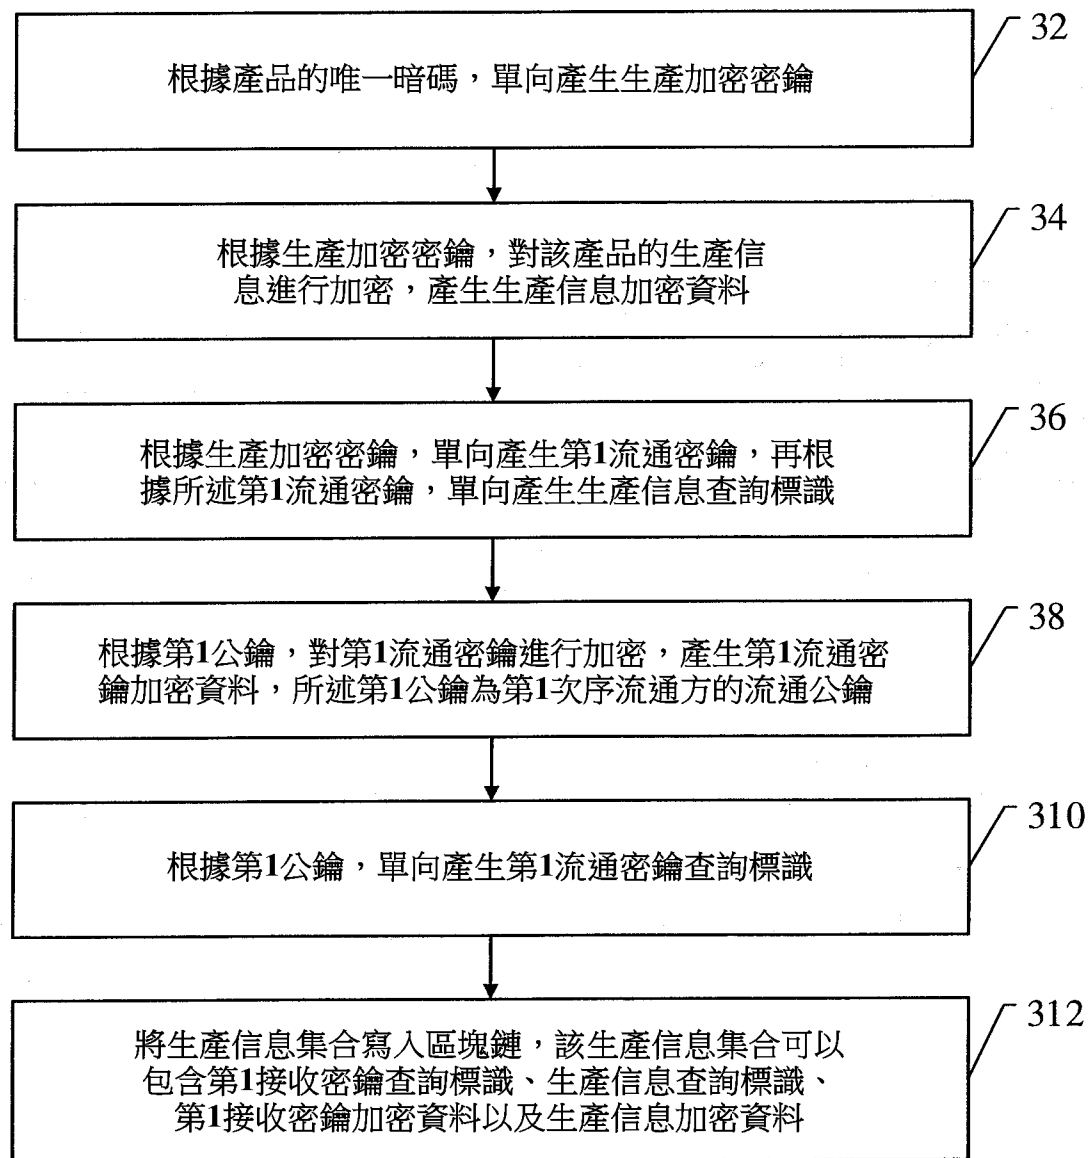 32
根據產品的唯一暗碼，單向產生生產加密密鑰
34
根據生產加密密鑰，對該產品的生產信
息進行加密，產生生產信息加密資料
36
根據生產加密密鑰，單向產生第1流通密鑰，再根
據所述第1流通密鑰，單向產生生產信息查詢標識
38
根據第1公鑰，對第1流通密鑰進行加密，產生第1流通密
鑰加密資料，所述第1公鑰為第1次序流通方的流通公鑰
310
根據第1公鑰，單向產生第1流通密鑰查詢標識
312
將生產信息集合寫入區塊鏈，該生產信息集合可以
包含第1接收密鑰查詢標識、生產信息查詢標識、
第1接收密鑰加密資料以及生產信息加密資料